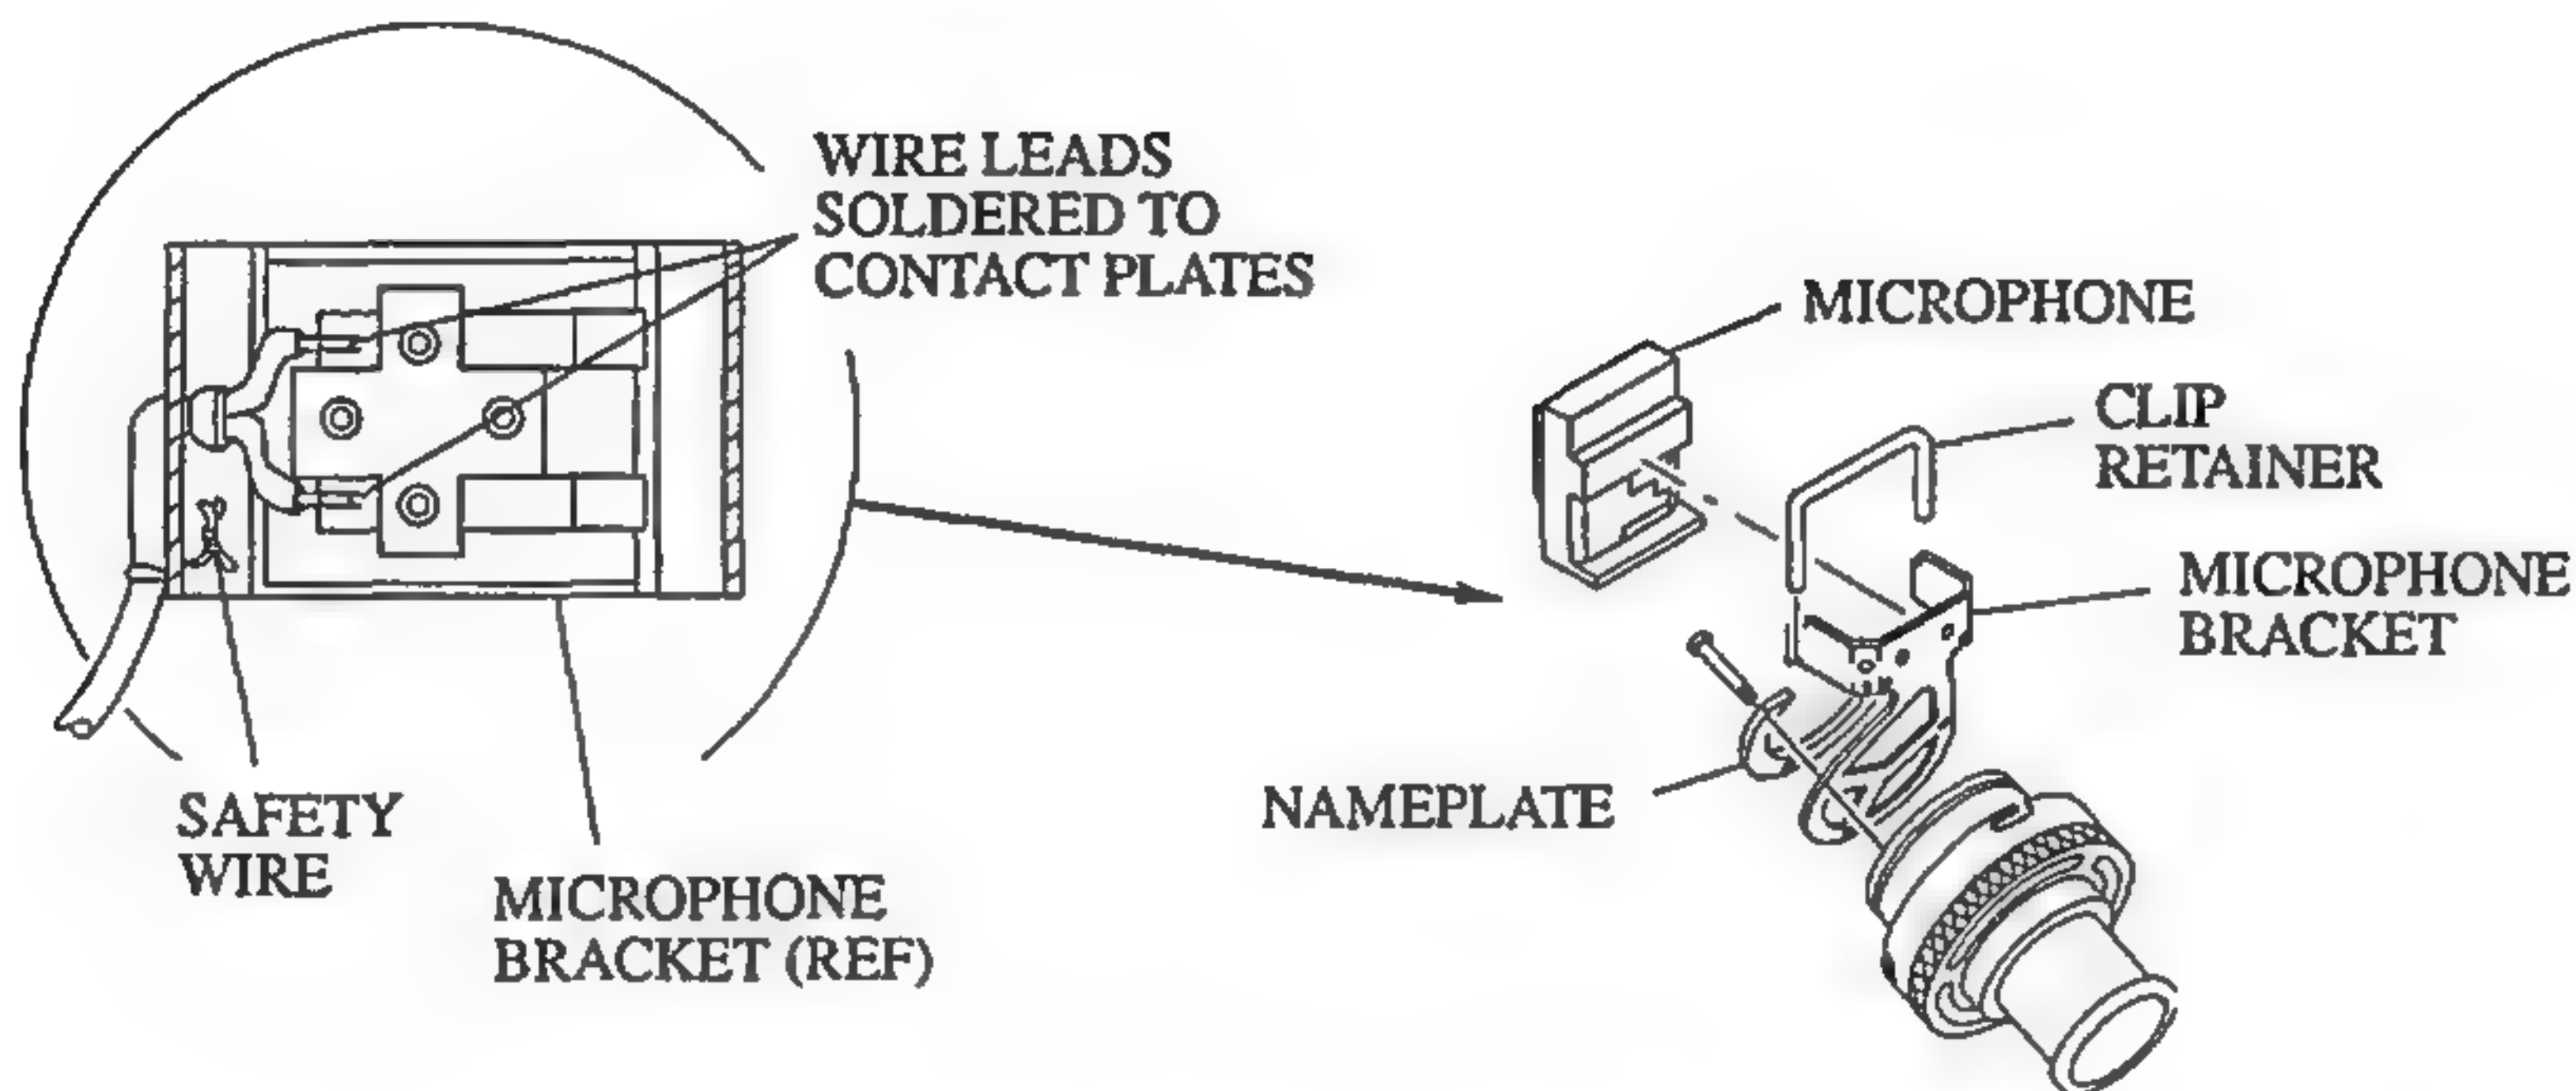 WIRE LEADS
SOLDERED TO
CONTACT PLATES
MICROPHONE
CLIP
RETAINER
MICROPHONE
BRACKET
NAMEPLATE
SAFETY
WIRE
MICROPHONE
BRACKET (REF)